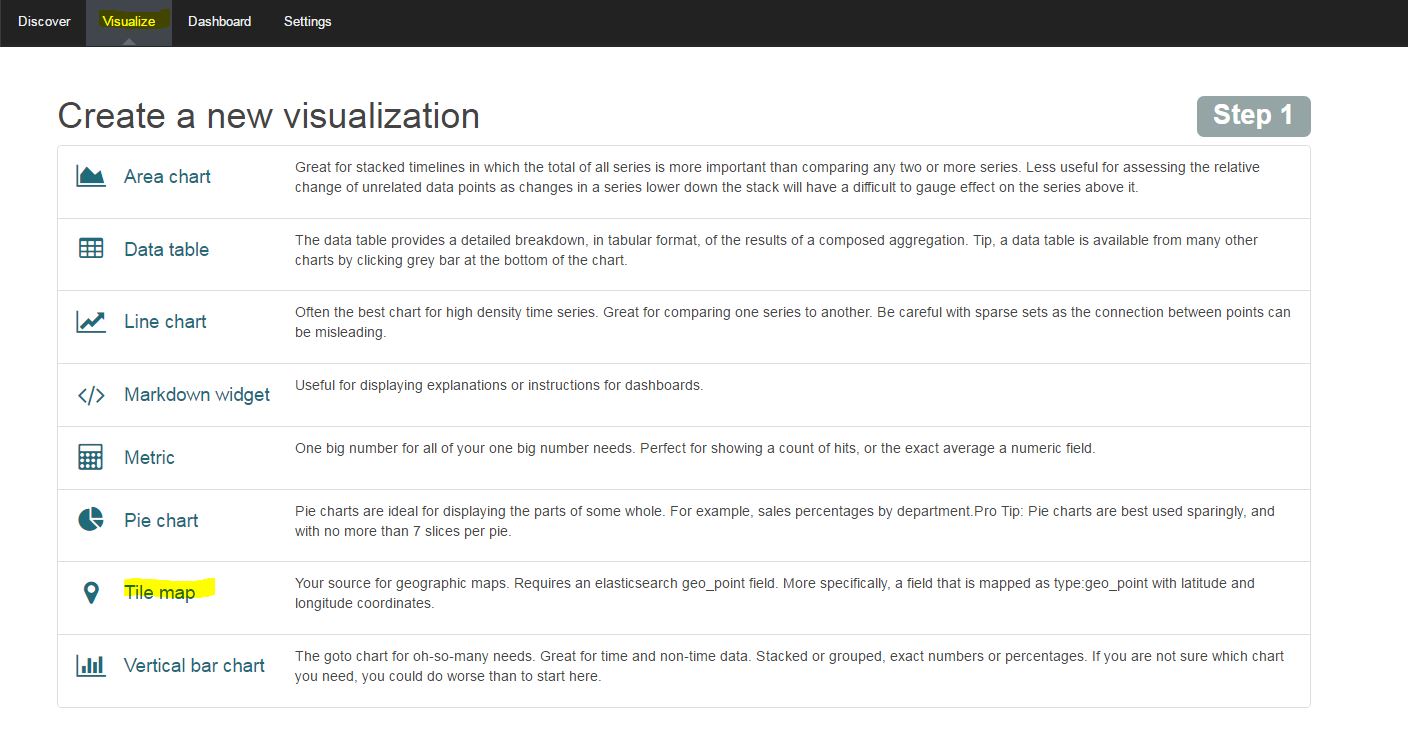 Discover Visualize Dashboard Settings
Create a new visualization Step 1
Area chart
Great for stacked timelines in which the total of all series is more important than comparing any two or more series. Less useful for assessing the relative
change of unrelated data points as changes in a series lower down the stack will have a difficult to gauge effect on the series above it.
Data table
The data table provides a detailed breakdown, in tabular format, of the results of a composed aggregation. Tip, a data table is available from many other
charts by clicking grey bar at the bottom of the chart.
Line chart
Often the best chart for high density time series. Great for comparing one series to another. Be careful with sparse sets as the connection between points can
be misleading.
Markdown widget
Useful for displaying explanations or instructions for dashboards.
Metric
One big number for all of your one big number needs. Perfect for showing a count of hits, or the exact average a numeric field.
Pie chart
Pie charts are ideal for displaying the parts of some whole. For example, sales percentages by department.Pro Tip: Pie charts are best used sparingly, and
with no more than 7 slices per pie.
Tile map
Your source for geographic maps. Requires an elasticsearch geo_point field. More specifically, a field that is mapped as type:geo_point with latitude and
longitude coordinates.
Vertical bar chart
The goto chart for oh-so-many needs. Great for time and non-time data. Stacked or grouped, exact numbers or percentages. If you are not sure which chart
you need, you could do worse than to start here.